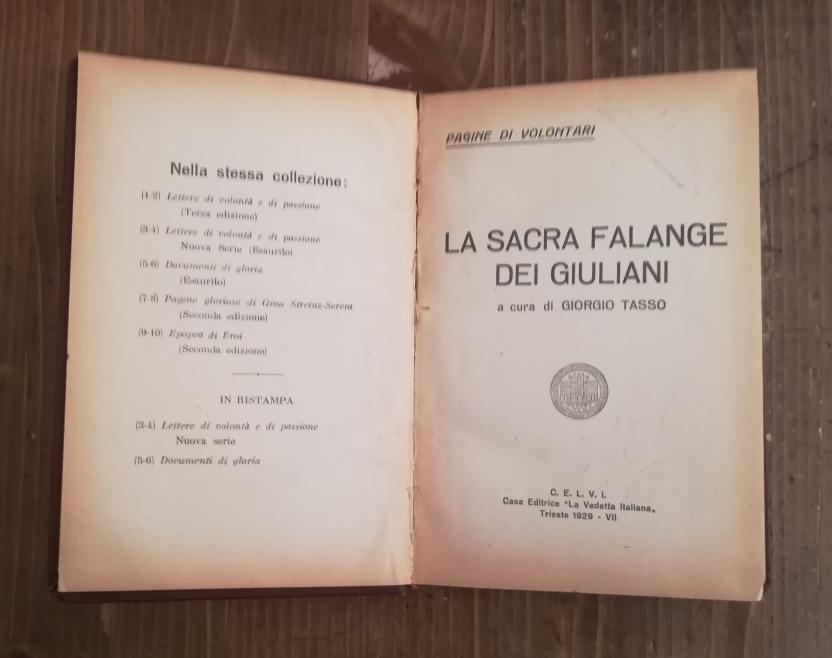 Nella stessa collezione:
(1-2) Lettere di volontà e di passione
(Terza edizione)
(3-4) Lettere di volontà e di passione
Nuova Serie (Esaurito)
(5-6) Documenti di gloria
(Esaurito)
(7-8) Pagine gloriose di Gino Streinz-Sereni
(Seconda edizione)
(9-10) Epopea di Eroi
(Seconda edizione)
IN RISTAMPA
(3-4) Lettere di volontà e di passione
Nuova serie
(5-6) Documenti di gloria
PAGINE DI VOLONTARI
LA SACRA FALANGE
DEI GIULIANI
a cura di GIORGIO TASSO
C. E. L. V. I.
Casa Editrice "La Vedetta Italiana„
Trieste 1929 - VII